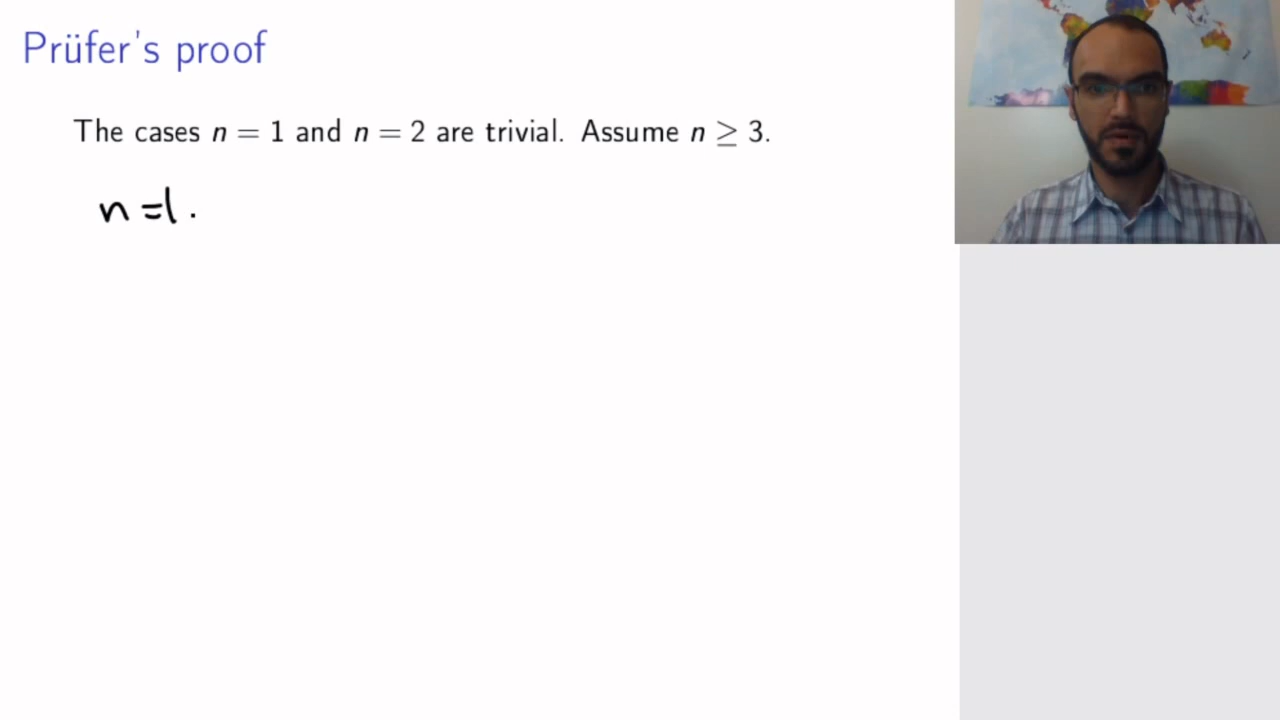 Prüfer's proof
The cases n = 1 and n = 2 are trivial. Assume n ≥ 3.
n = 1.